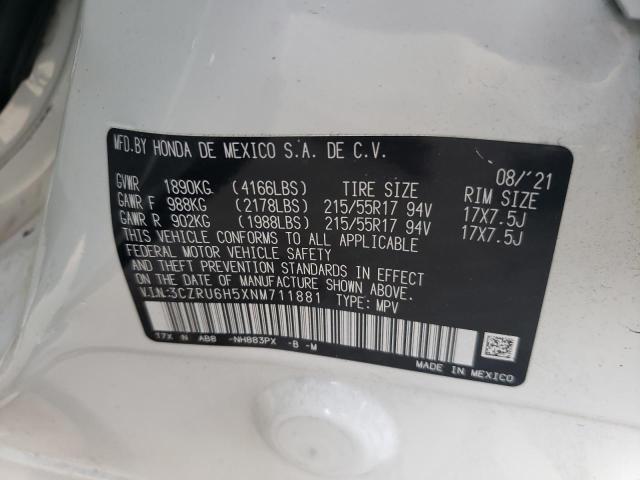 MFD.BY HONDA DE MEXICO S.A. DE C.V. 08/'21
GVWR 1890KG (4166LBS) TIRE SIZE RIM SIZE
GAWR F 988KG (2178LBS) 215/55R17 94V 17X7.5J
GAWR R 902KG (1988LBS) 215/55R17 94V 17X7.5J
THIS VEHICLE CONFORMS TO ALL APPLICABLE
FEDERAL MOTOR VEHICLE SAFETY
AND THEFT PREVENTION STANDARDS IN EFFECT
ON THE DATE OF MANUFACTURE SHOWN ABOVE.
V.I.N:3CZRU6H5XNM711881 TYPE: MPV
17X N AB8 -NH883PX -B -M
MADE IN MEXICO